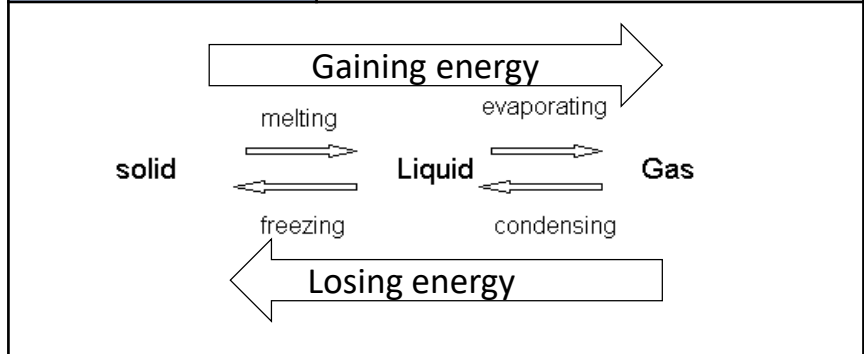 Gaining energy
melting evaporating
solid Liquid Gas
freezing condensing
Losing energy